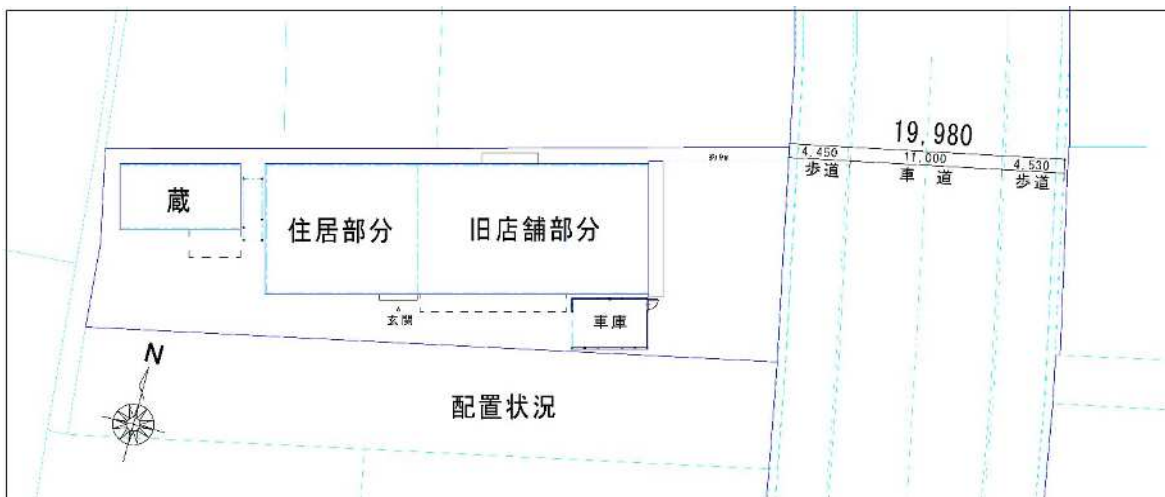 19,980
4,450
11,000
4,530
歩道
車 道
歩道
蔵
住居部分
旧店舗部分
玄関
車庫
N
配置状況